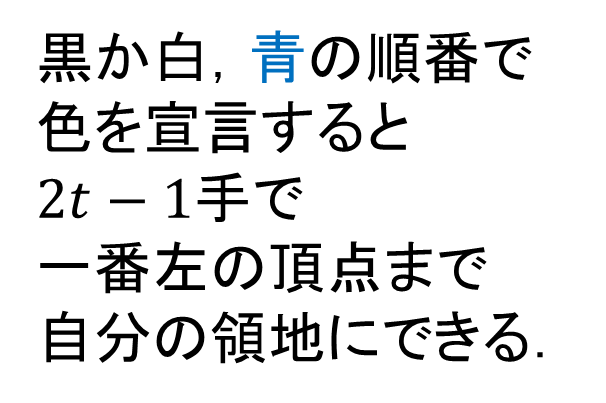 黒か白, 青の順番で
色を宣言すると
2t − 1手で
一番左の頂点まで
自分の領地にできる.